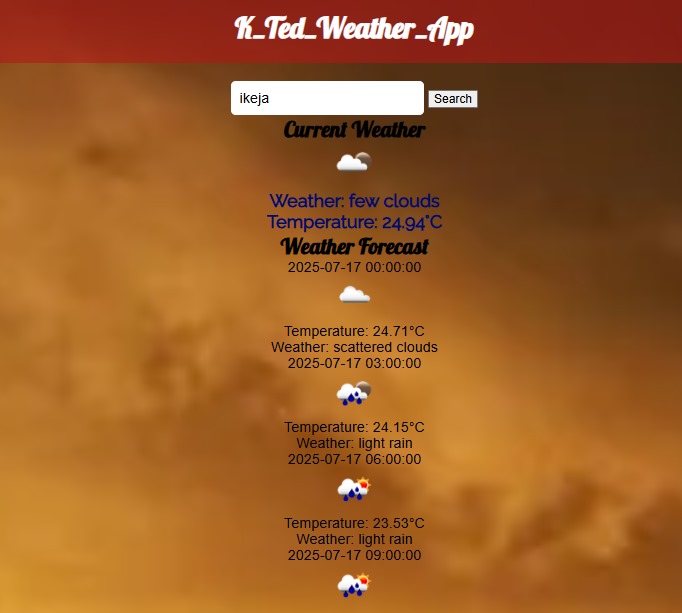 K_Ted_Weather_App
ikeja Search
Current Weather
Weather: few clouds
Temperature: 24.94°C
Weather Forecast
2025-07-17 00:00:00
Temperature: 24.71°C
Weather: scattered clouds
2025-07-17 03:00:00
Temperature: 24.15°C
Weather: light rain
2025-07-17 06:00:00
Temperature: 23.53°C
Weather: light rain
2025-07-17 09:00:00